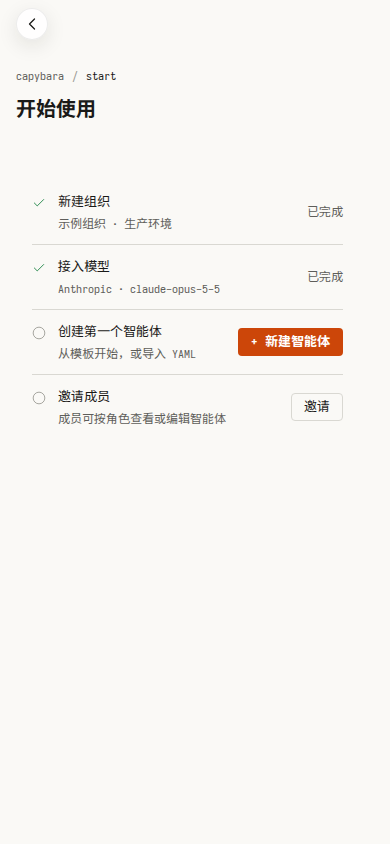 capybara / start
开始使用
新建组织
示例组织 · 生产环境
已完成
接入模型
Anthropic · claude-opus-5-5
已完成
创建第一个智能体
从模板开始，或导入 YAML
+ 新建智能体
邀请成员
成员可按角色查看或编辑智能体
邀请